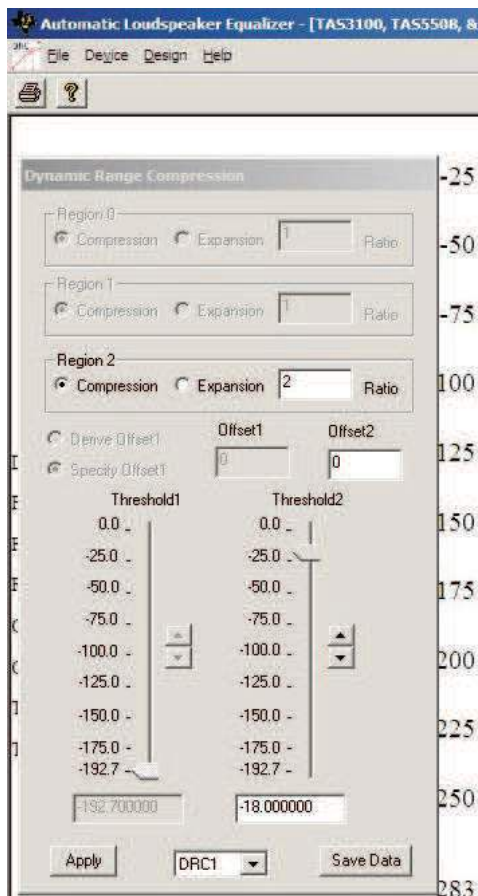 Automatic Loudspeaker Equalizer - [TAS3100, TAS5508, &
DRC File Device Design Help
Dynamic Range Compression
Region 0
Compression Expansion 1 Ratio
Region 1
Compression Expansion 1 Ratio
Region 2
Compression Expansion 2 Ratio
Derive Offset1
Specify Offset1
Offset1 Offset2
0 0
Threshold1 Threshold2
0.0 0.0
-25.0 -25.0
-50.0 -50.0
-75.0 -75.0
-100.0 -100.0
-125.0 -125.0
-150.0 -150.0
-175.0 -175.0
-192.7 -192.7
-192.700000 -18.000000
Apply DRC1 Save Data
-25
-50
-75
100
125
150
175
200
225
250
283